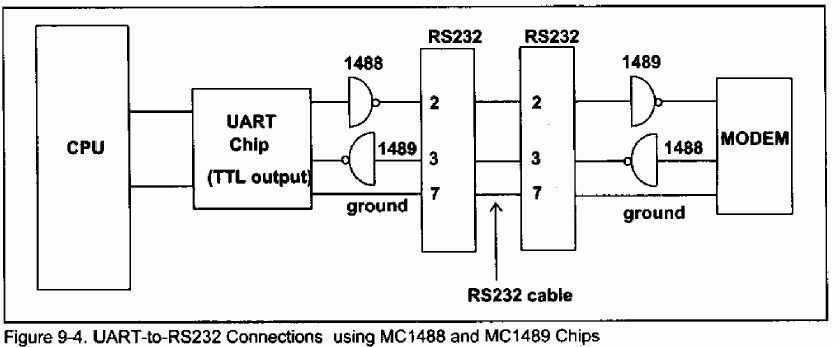 RS232 RS232
1488 1489
2 2
UART
Chip
(TTL output)
CPU
MODEM
1489 3 3 1488
7 7
ground ground
RS232 cable
Figure 9-4. UART-to-RS232 Connections using MC1488 and MC1489 Chips